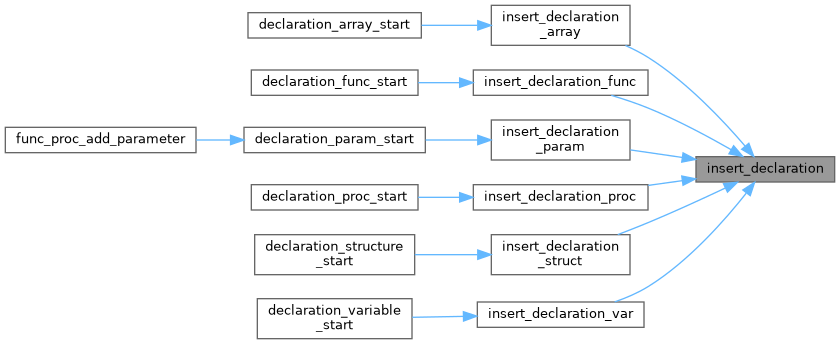 declaration_array_start
insert_declaration
_array
declaration_func_start
insert_declaration_func
func_proc_add_parameter
declaration_param_start
insert_declaration
_param
insert_declaration
declaration_proc_start
insert_declaration_proc
declaration_structure
_start
insert_declaration
_struct
declaration_variable
_start
insert_declaration_var